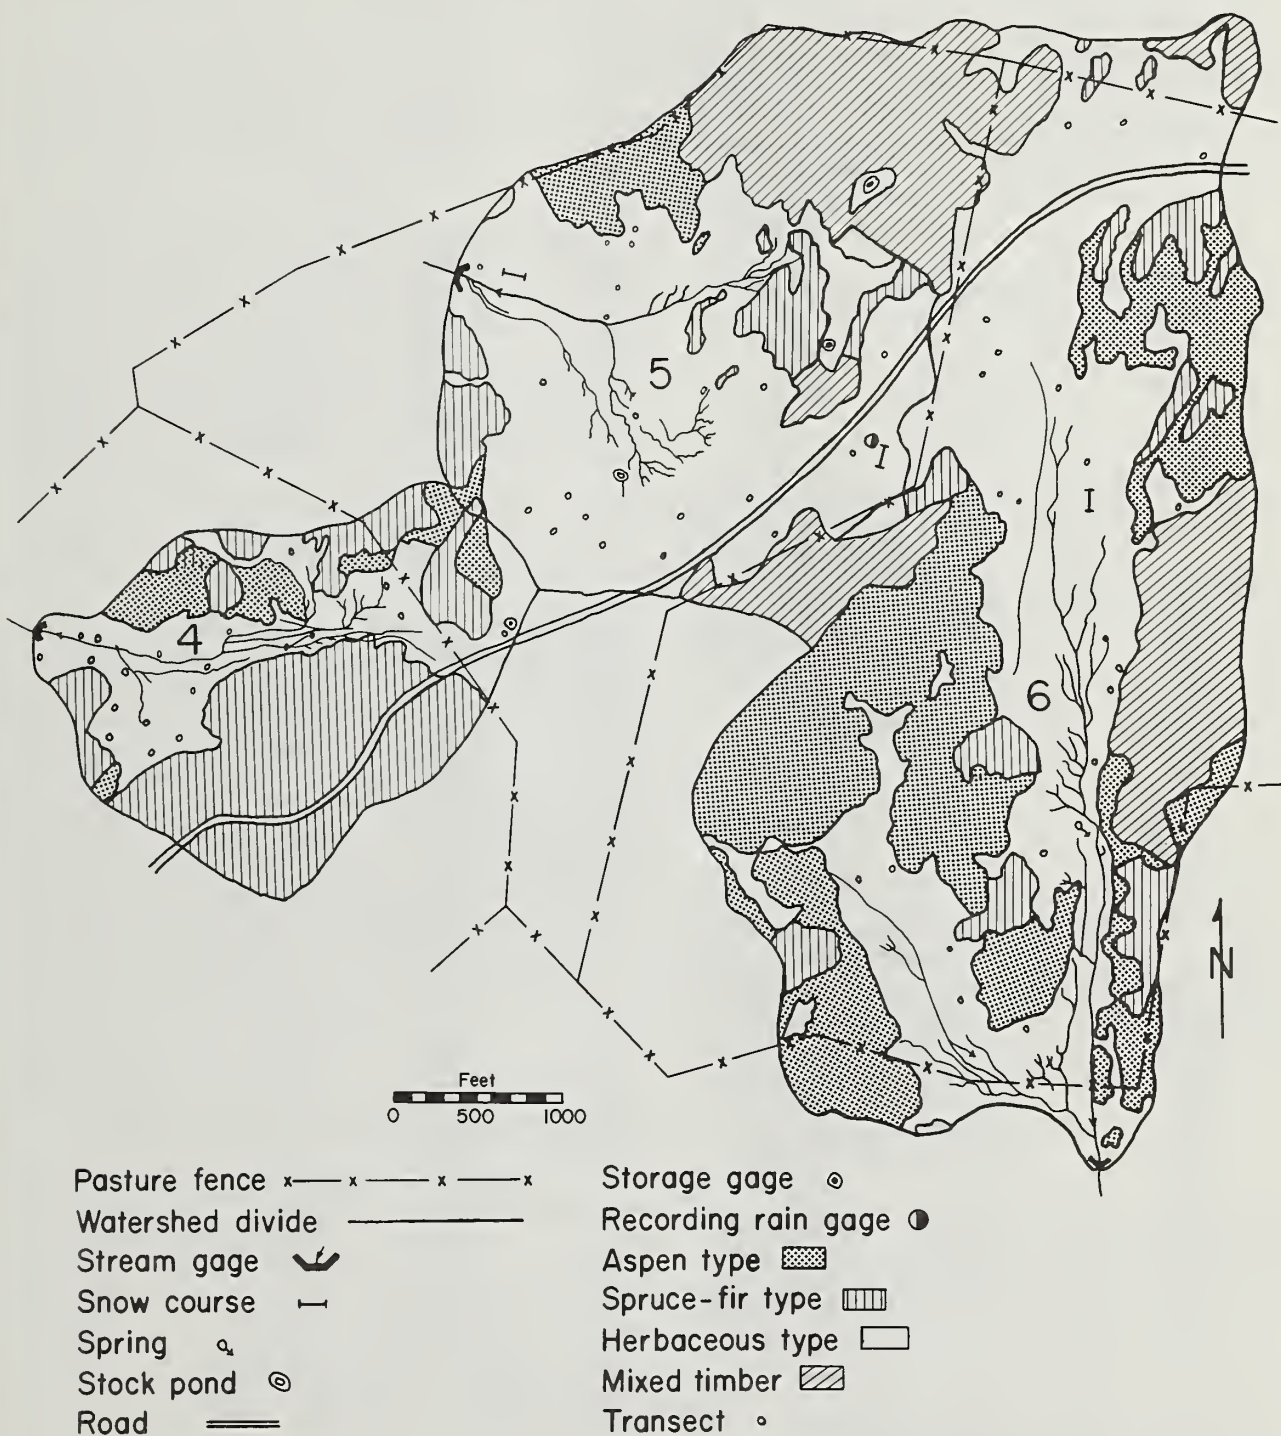 5
4
6
N
Feet
0 500 1000
Pasture fence
Watershed divide
Stream gage
Snow course
Spring
Stock pond
Road
Storage gage
Recording rain gage
Aspen type
Spruce-fir type
Herbaceous type
Mixed timber
Transect